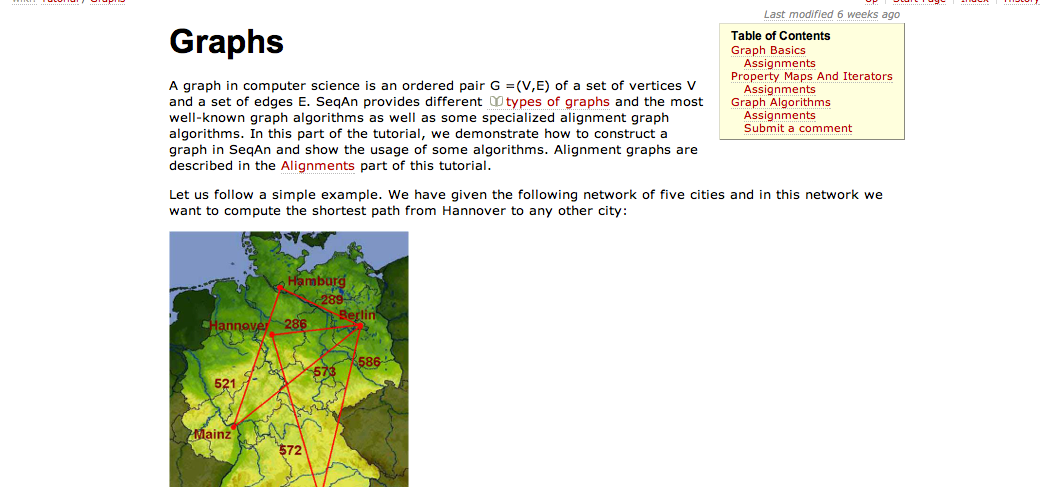 with Tutorial / Graphs
Up | Start Page | Index | History
Last modified 6 weeks ago
Graphs
A graph in computer science is an ordered pair G =(V,E) of a set of vertices V
and a set of edges E. SeqAn provides different types of graphs and the most
well-known graph algorithms as well as some specialized alignment graph
algorithms. In this part of the tutorial, we demonstrate how to construct a
graph in SeqAn and show the usage of some algorithms. Alignment graphs are
described in the Alignments part of this tutorial.
Table of Contents
Graph Basics
Assignments
Property Maps And Iterators
Assignments
Graph Algorithms
Assignments
Submit a comment
Let us follow a simple example. We have given the following network of five cities and in this network we
want to compute the shortest path from Hannover to any other city:
Hamburg
289
Berlin
Hannover 286
586
573
521
Mainz
572